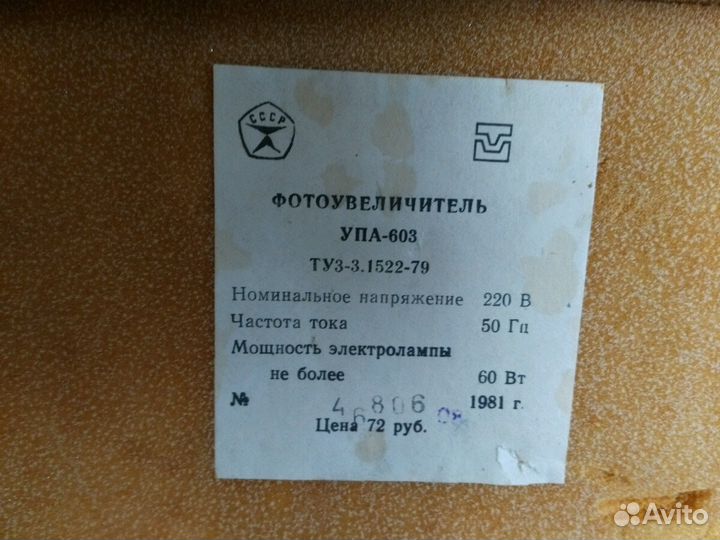 СССР
ФОТОУВЕЛИЧИТЕЛЬ
УПА-603
ТУ3-3.1522-79
Номинальное напряжение 220 В
Частота тока 50 Гц
Мощность электролампы
не более 60 Вт
№ 46806 1981 г.
Цена 72 руб.
Avito